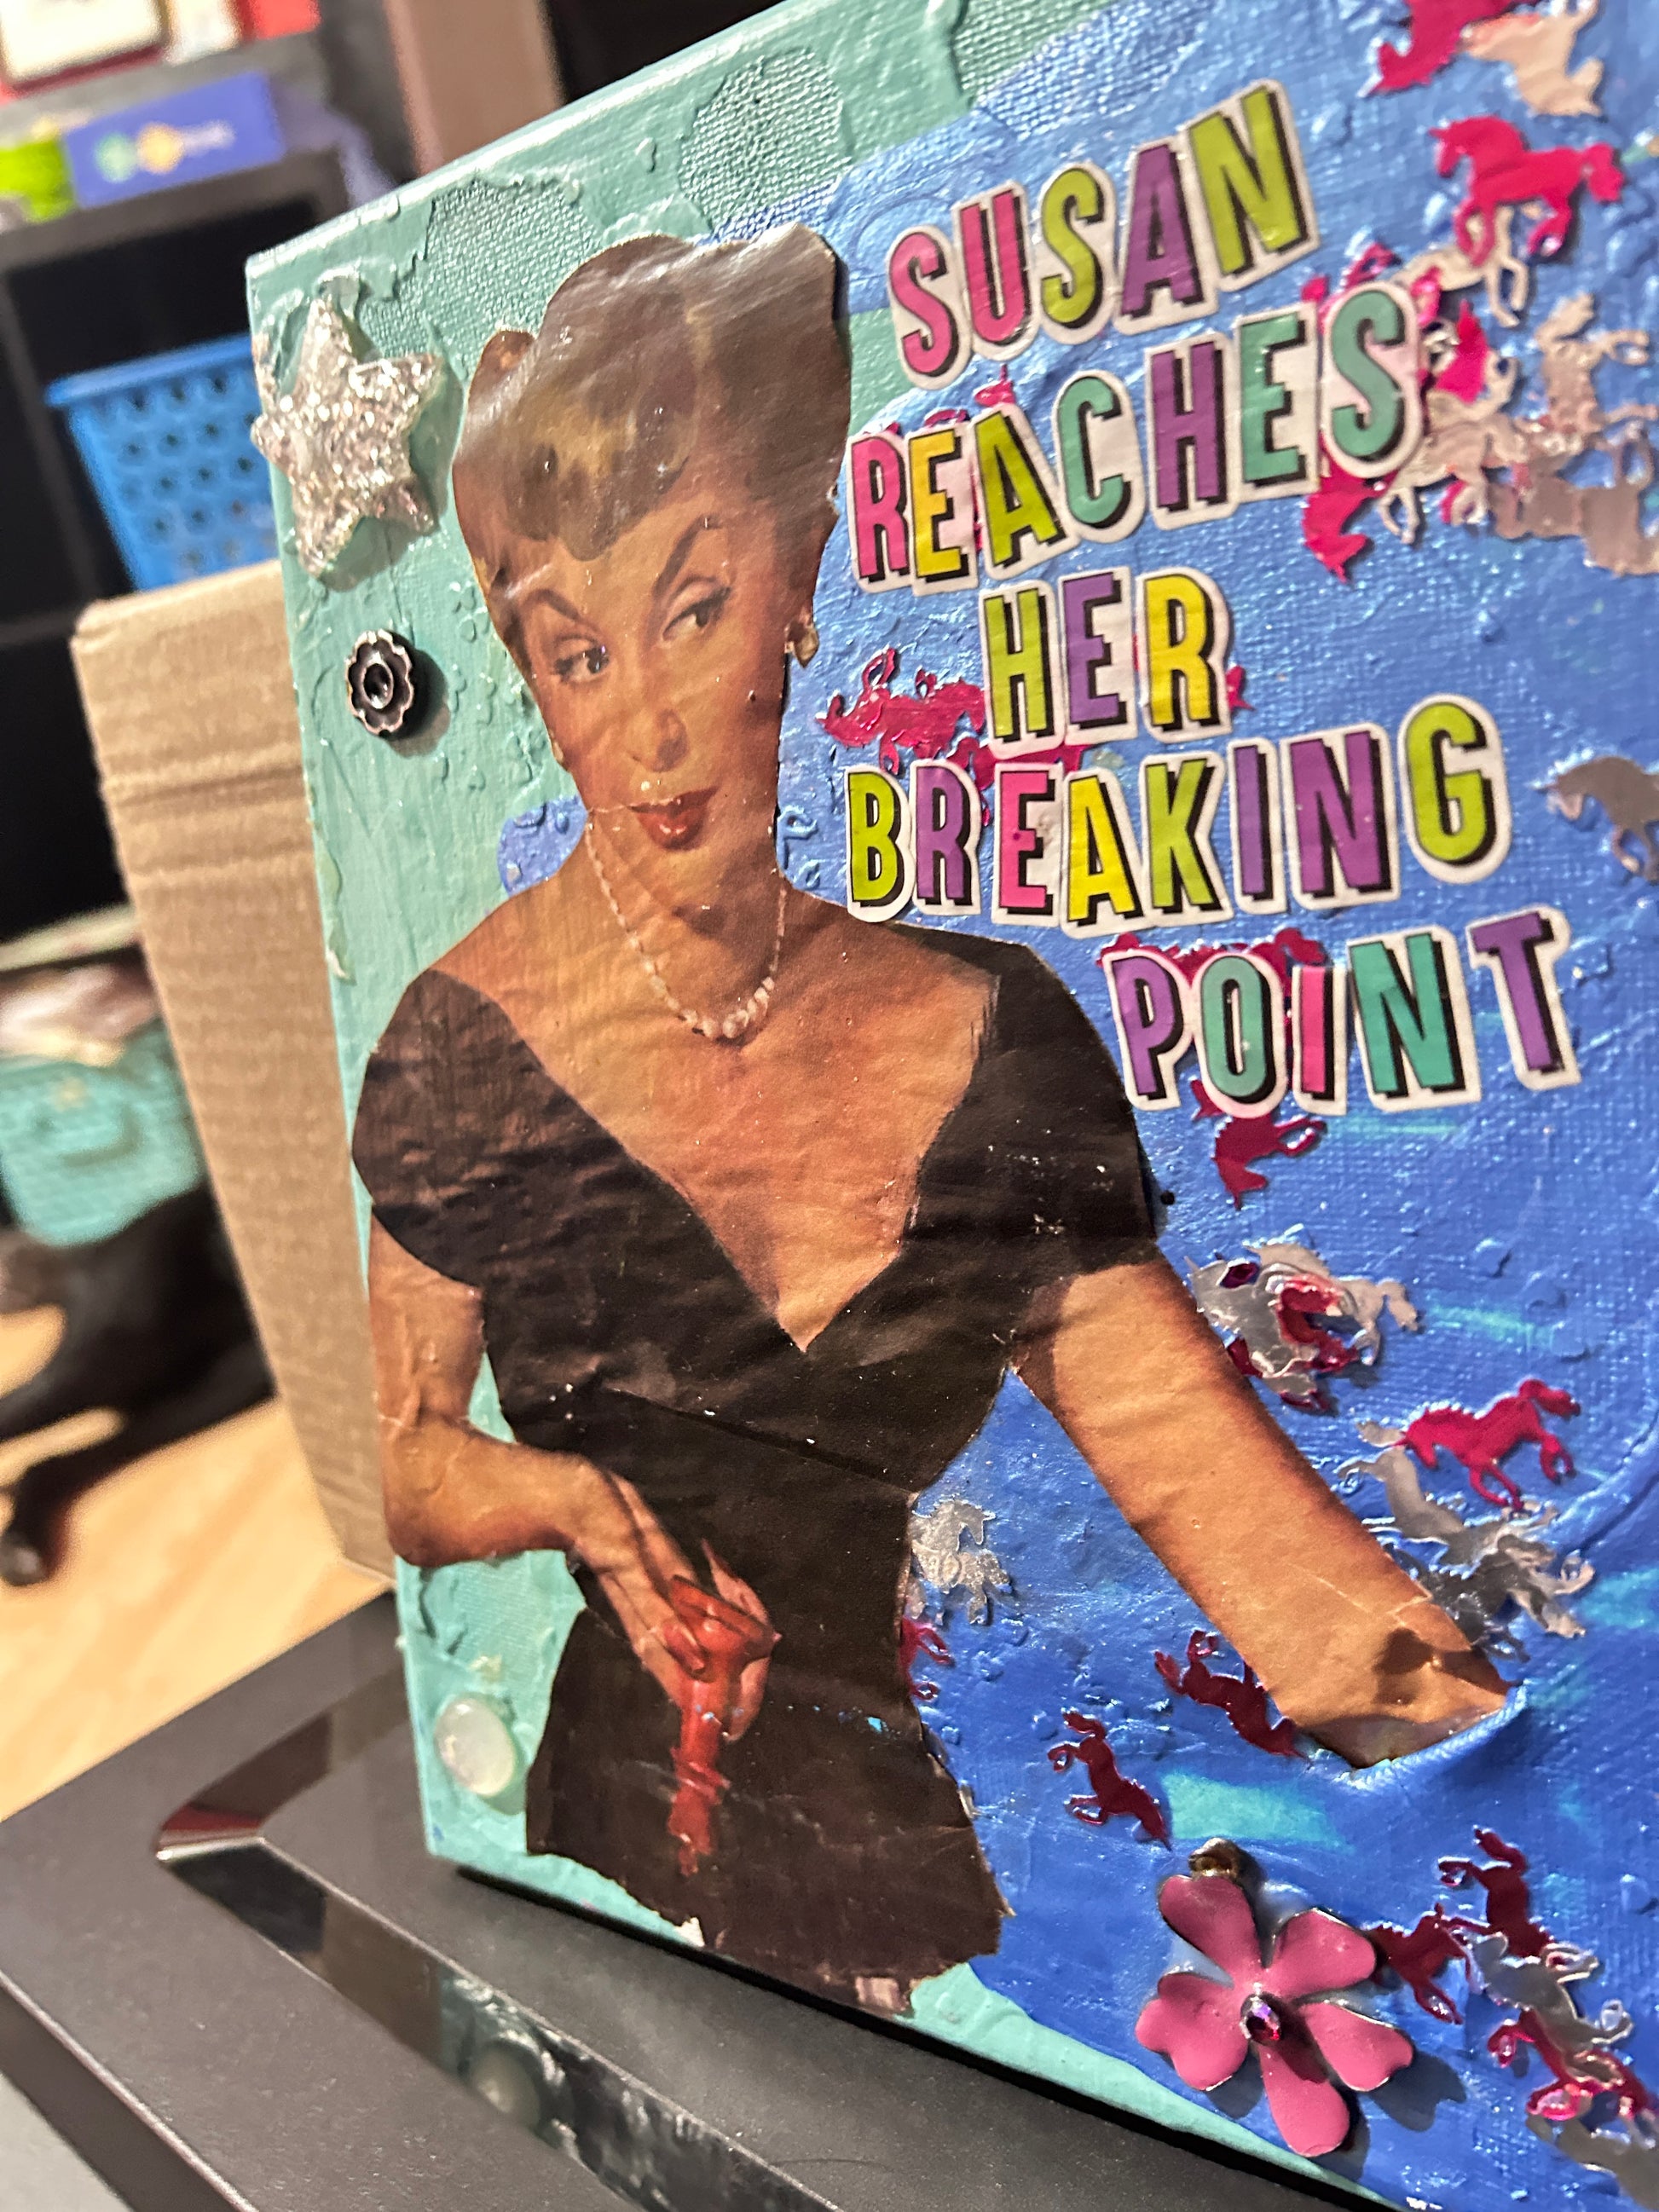 SUSAN
REACHES
HER
BREAKING
POINT